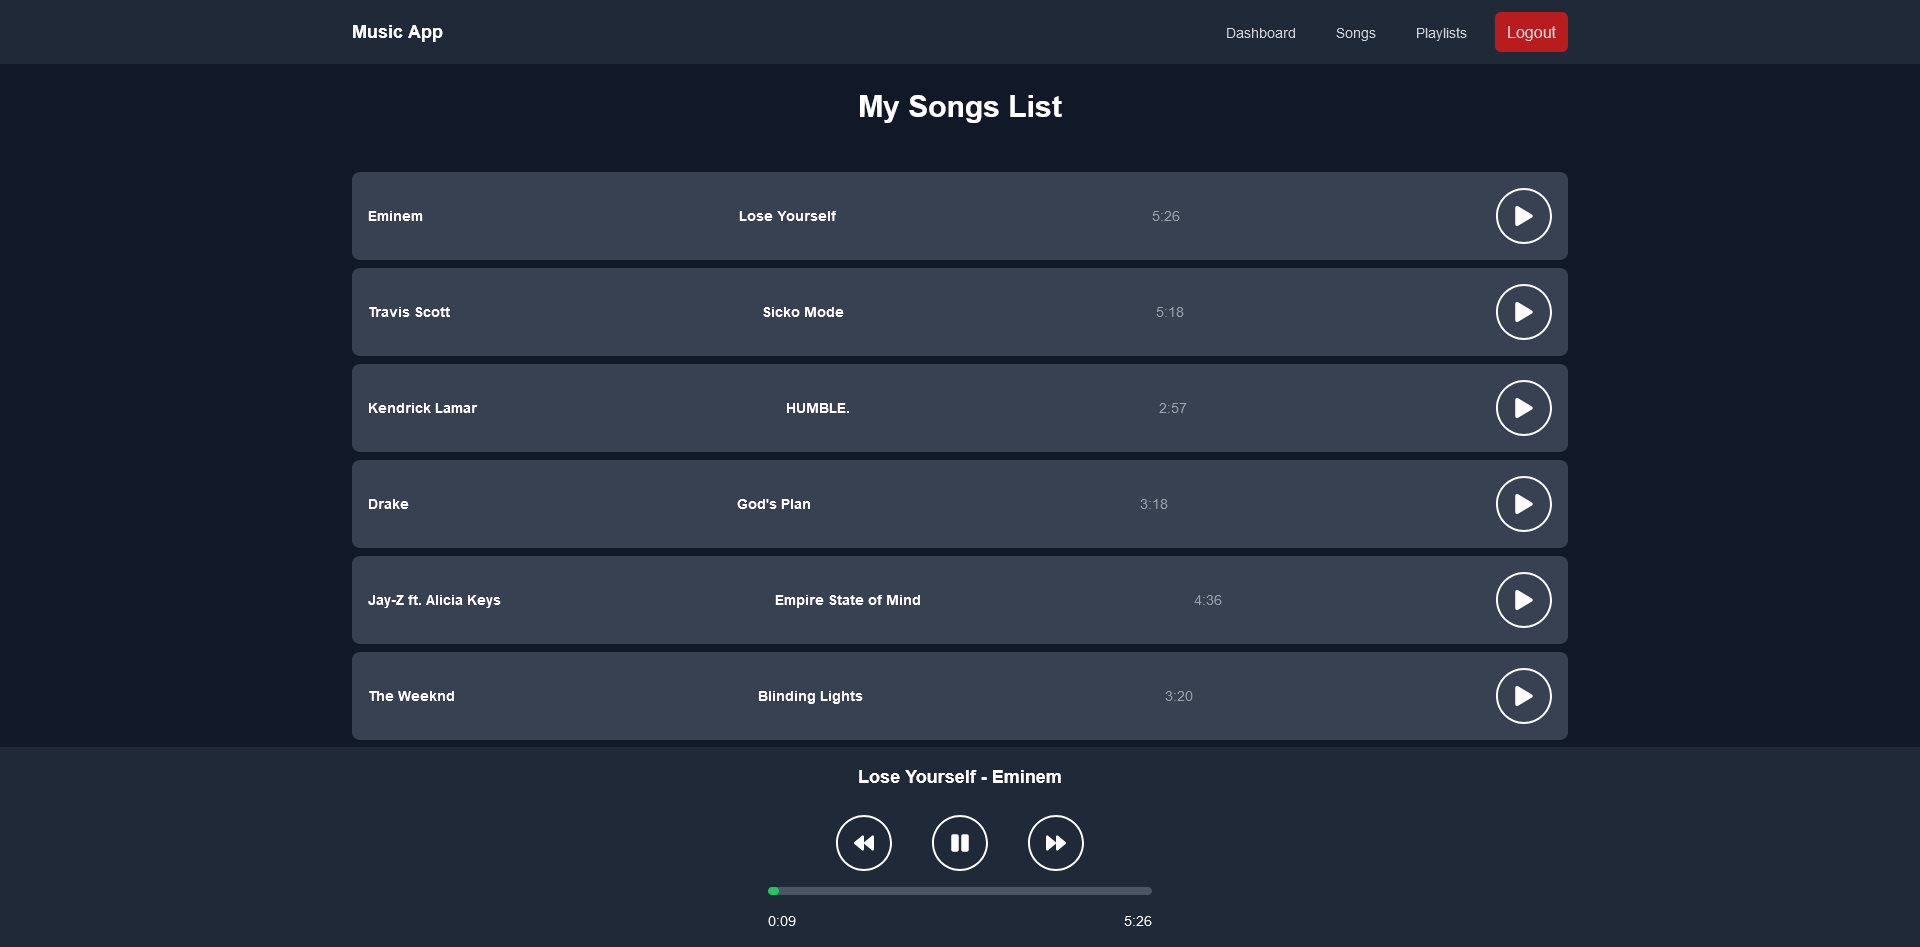 Music App Dashboard Songs Playlists Logout
My Songs List
Eminem Lose Yourself 5:26
Travis Scott Sicko Mode 5:18
Kendrick Lamar HUMBLE. 2:57
Drake God's Plan 3:18
Jay-Z ft. Alicia Keys Empire State of Mind 4:36
The Weeknd Blinding Lights 3:20
Lose Yourself - Eminem
0:09 5:26